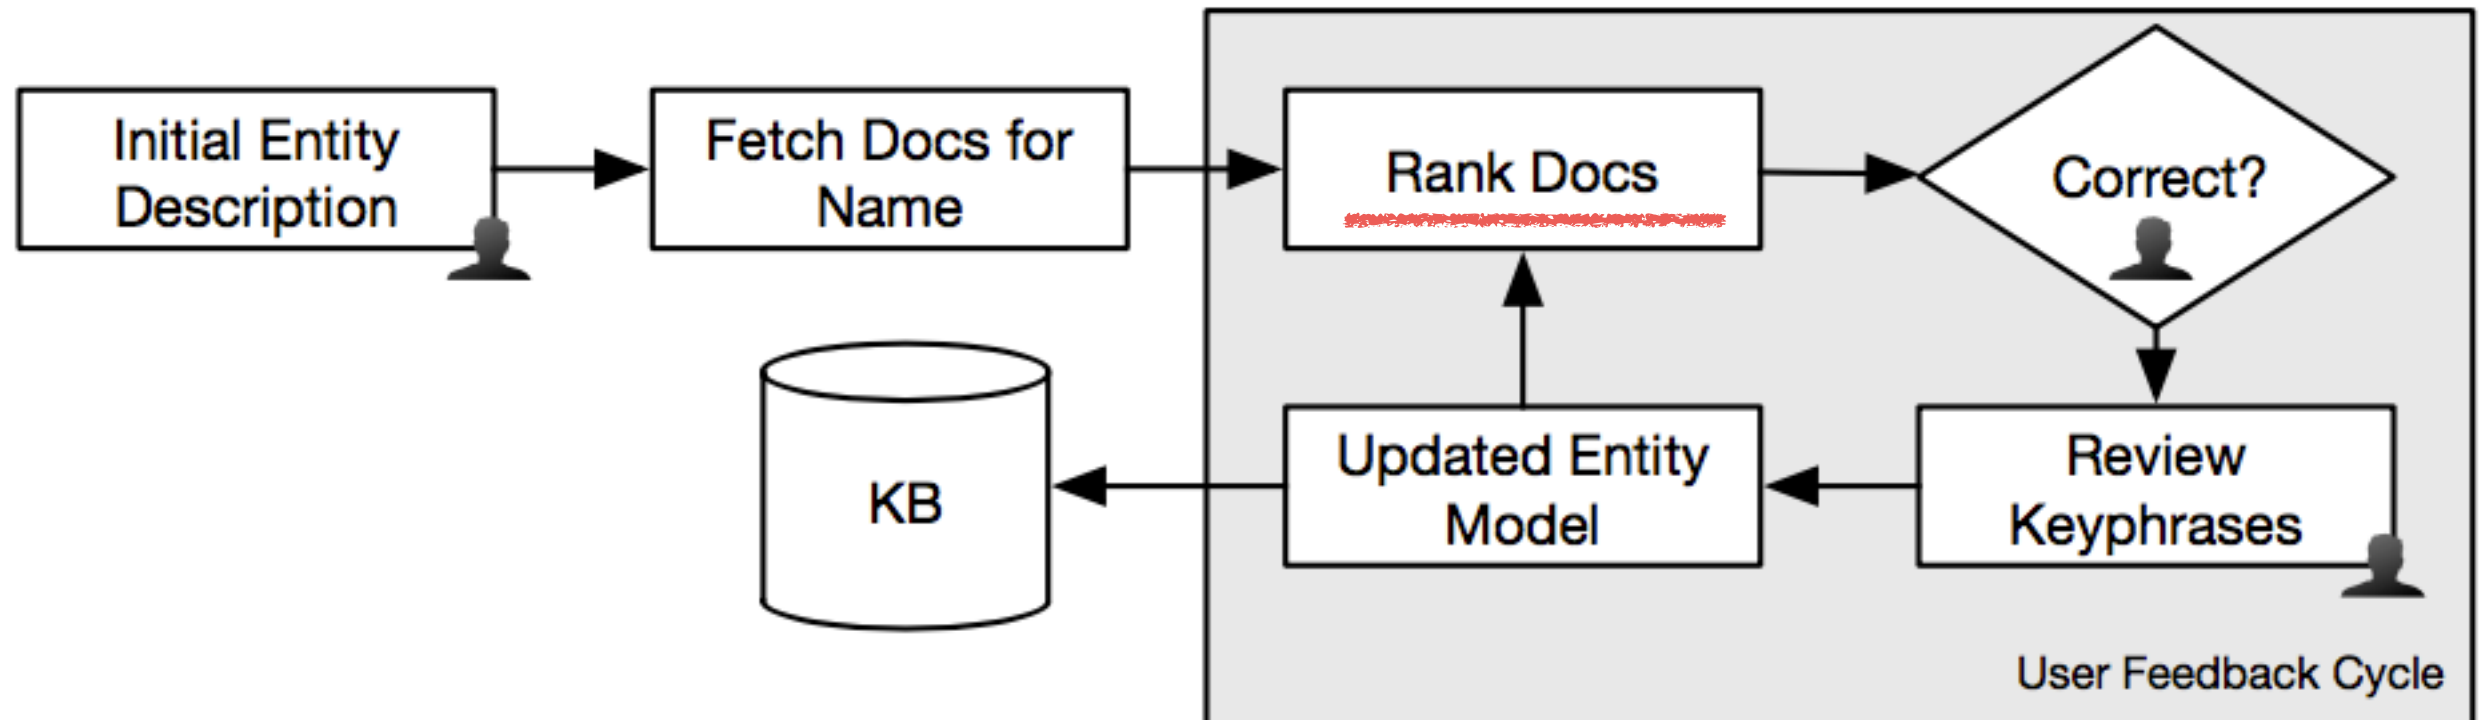 Initial Entity
Description
Fetch Docs for
Name
Rank Docs
Correct?
KB
Updated Entity
Model
Review
Keyphrases
User Feedback Cycle